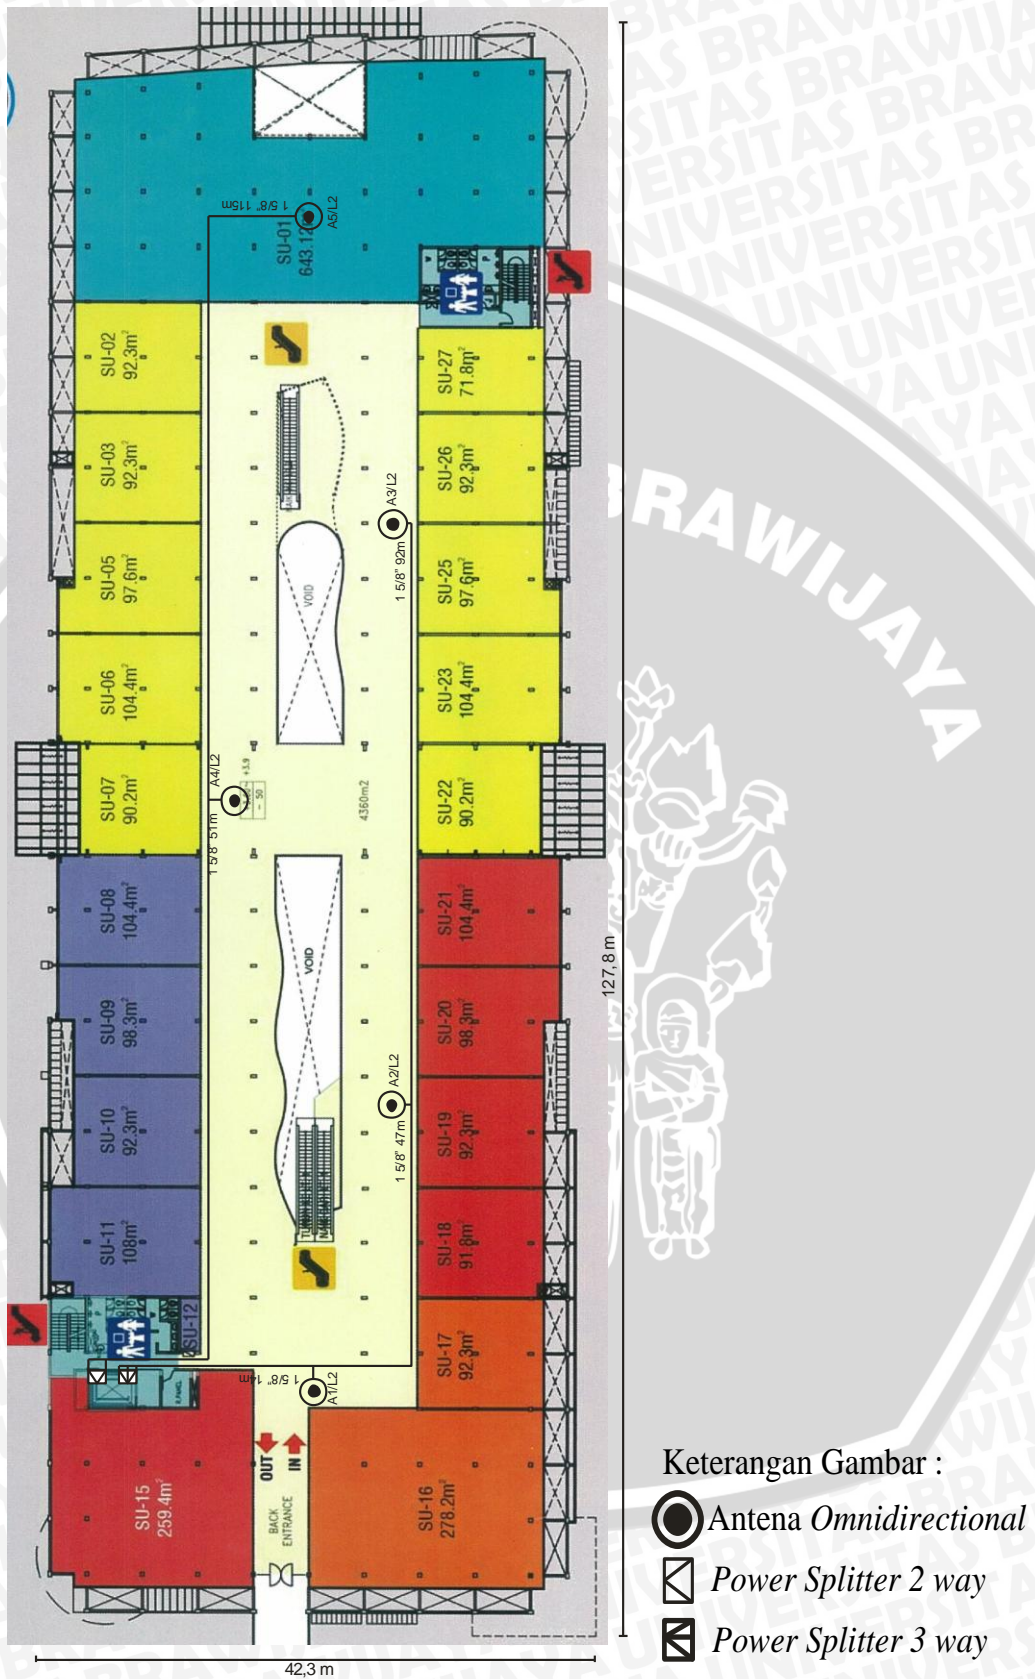 1 5/8" 115m
A5/L2
SU-01
SU-02
92.3m²
SU-27
71.8m²
SU-03
92.3m²
SU-26
92.3m²
A3/L2
1 5/8" 92m
SU-05
97.6m²
VOID
SU-25
97.6m²
SU-06
104.4m²
SU-23
104.4m²
A4/L2
1 5/8" 51m
+3.9
SU-07
90.2m²
4360m2
SU-22
90.2m²
SU-08
104.4m²
SU-21
104.4m²
VOID
127,8 m
SU-09
98.3m²
SU-20
98.3m²
A2/L2
1 5/8" 47m
SU-10
92.3m²
SU-19
92.3m²
SU-11
108m²
SU-18
91.8m²
SU-12
SU-17
92.3m²
1 5/8" 14m
A1/L2
R.PANEL
OUT
IN
SU-15
259.4m²
BACK
ENTRANCE
SU-16
278.2m²
42,3 m
BRAWIJAYA
UNIVERSITAS BRAWIJAYA
Keterangan Gambar :
Antena Omnidirectional
Power Splitter 2 way
Power Splitter 3 way